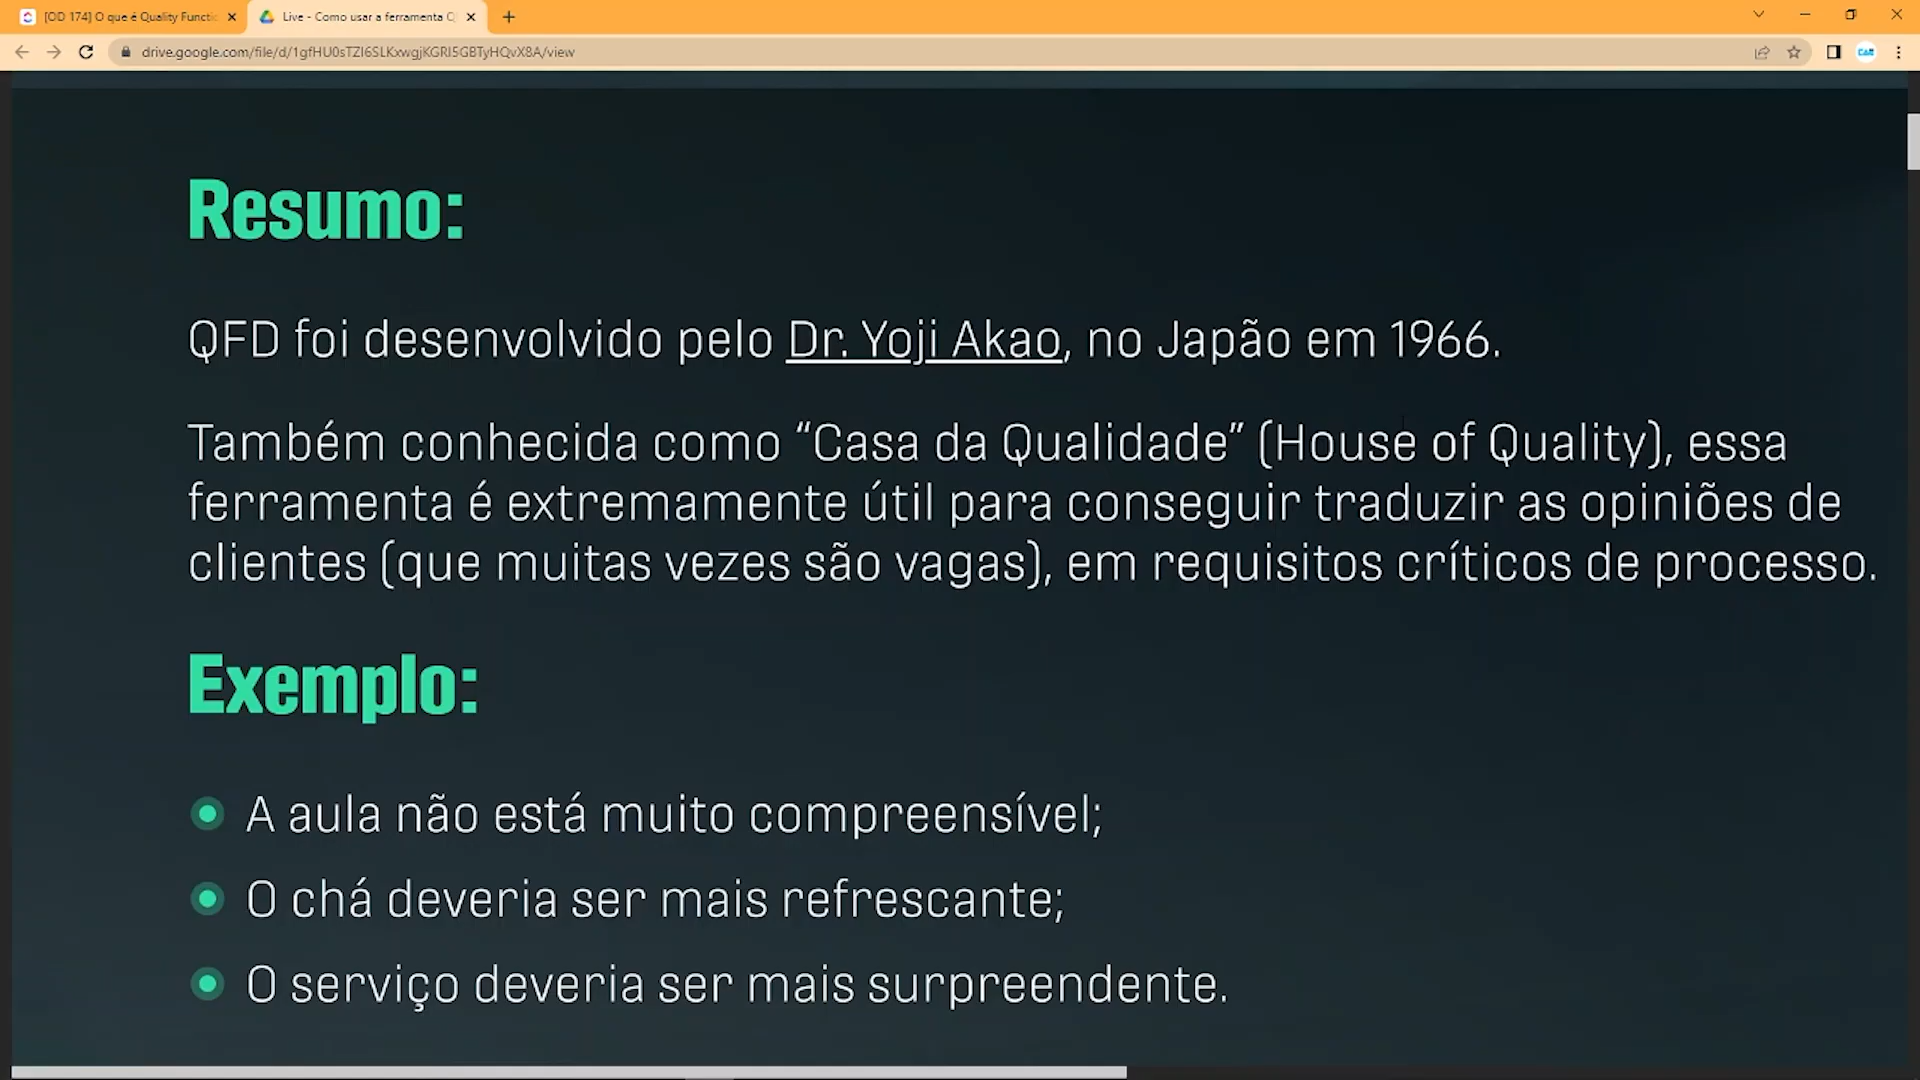 [OD 174] O que é Quality Functi
Live - Como usar a ferramenta Q
drive.google.com/file/d/1gfHU0sTZI6SLKxwgjKGRI5GBTyHQvX8A/view
Resumo:
QFD foi desenvolvido pelo Dr. Yoji Akao, no Japão em 1966.
Também conhecida como “Casa da Qualidade” (House of Quality), essa
ferramenta é extremamente útil para conseguir traduzir as opiniões de
clientes (que muitas vezes são vagas), em requisitos críticos de processo.
Exemplo:
A aula não está muito compreensível;
O chá deveria ser mais refrescante;
O serviço deveria ser mais surpreendente.